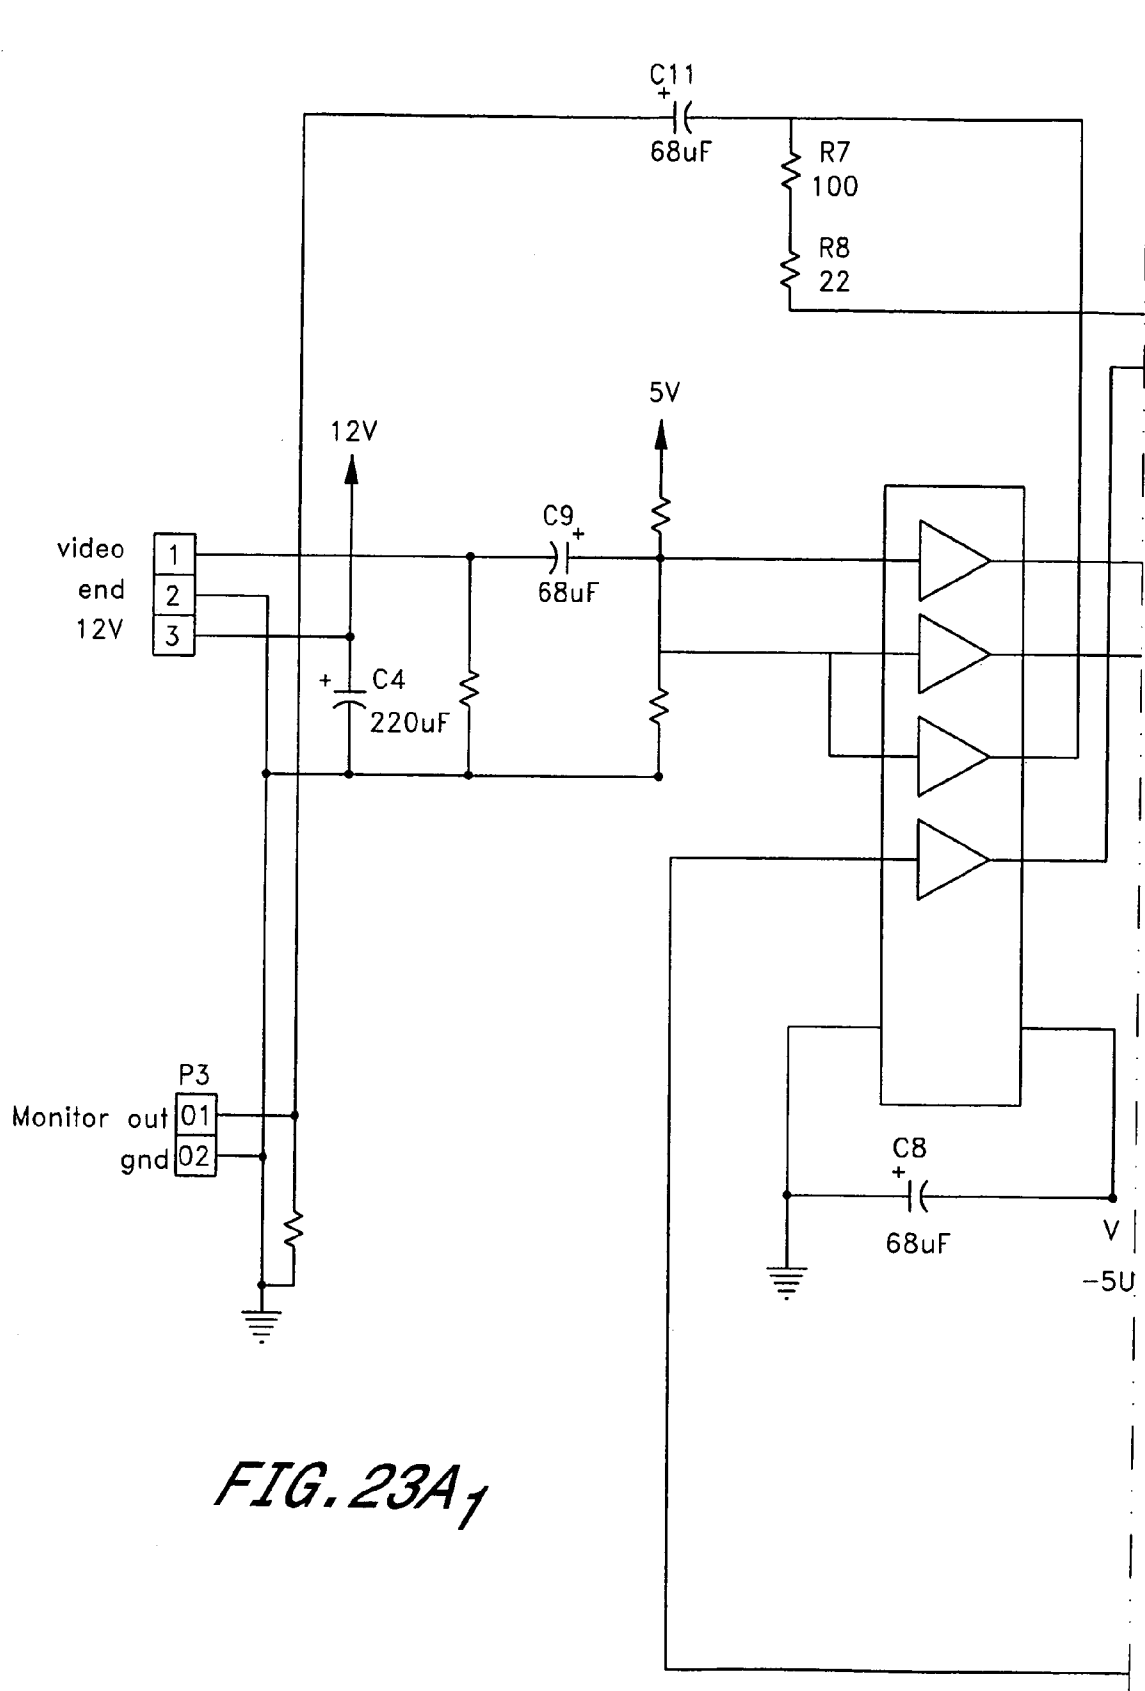 C11
+
68uF
R7
100
R8
22
5V
12V
C9
+
68uF
video 1
end 2
12V 3
+ C4
220uF
P3
Monitor out 01
gnd 02
C8
+
68uF
V
-5U
FIG. 23A1